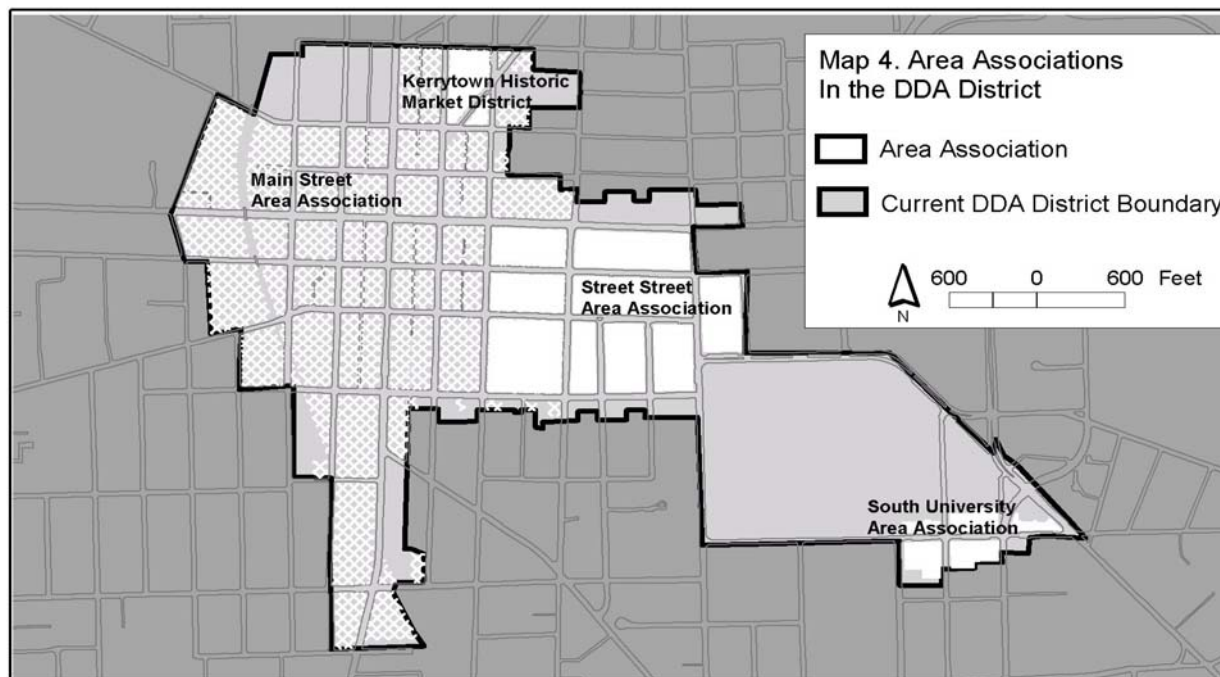 Map 4. Area Associations
In the DDA District
Area Association
Current DDA District Boundary
600 0 600 Feet
N
Kerrytown Historic
Market District
Main Street
Area Association
Street Street
Area Association
South University
Area Association